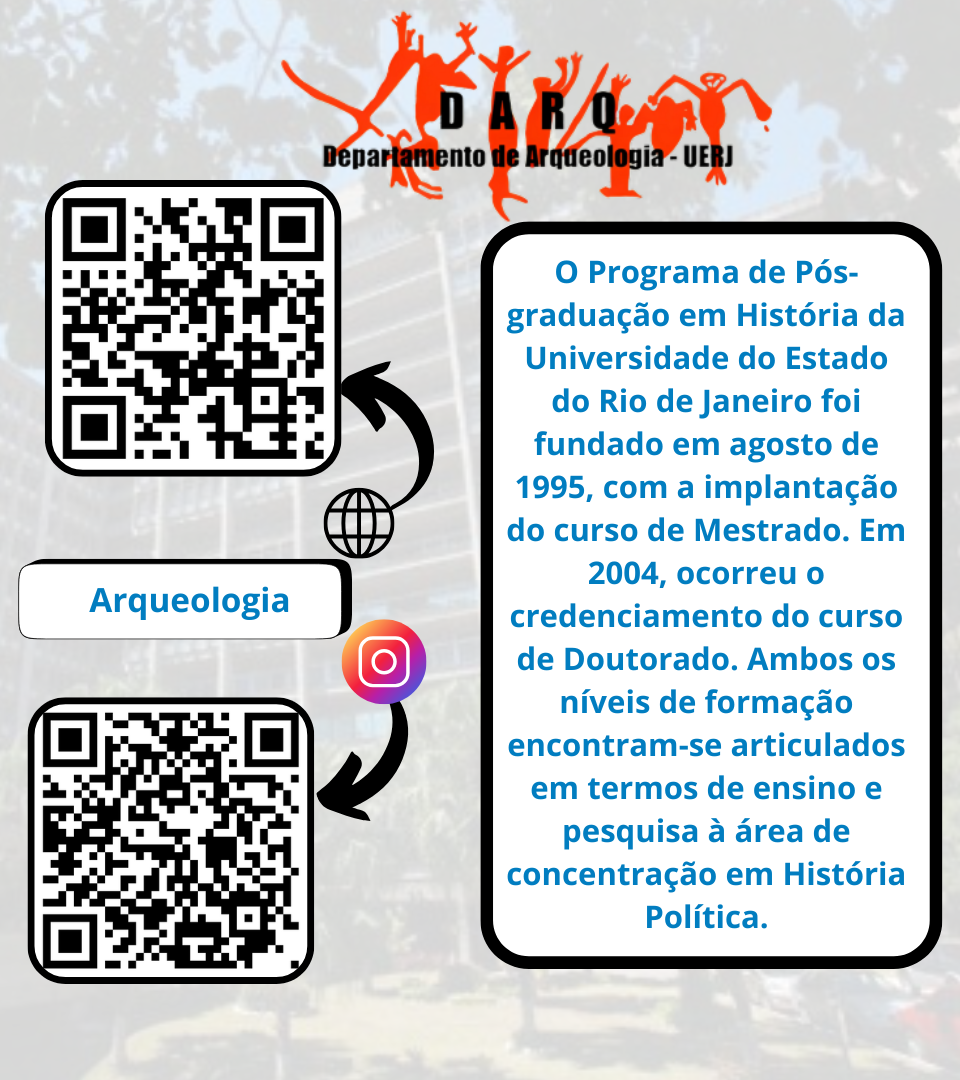 D A R Q
Departamento de Arqueologia - UERJ
O Programa de Pós-
graduação em História da
Universidade do Estado
do Rio de Janeiro foi
fundado em agosto de
1995, com a implantação
do curso de Mestrado. Em
2004, ocorreu o
credenciamento do curso
de Doutorado. Ambos os
níveis de formação
encontram-se articulados
em termos de ensino e
pesquisa à área de
concentração em História
Política.
Arqueologia